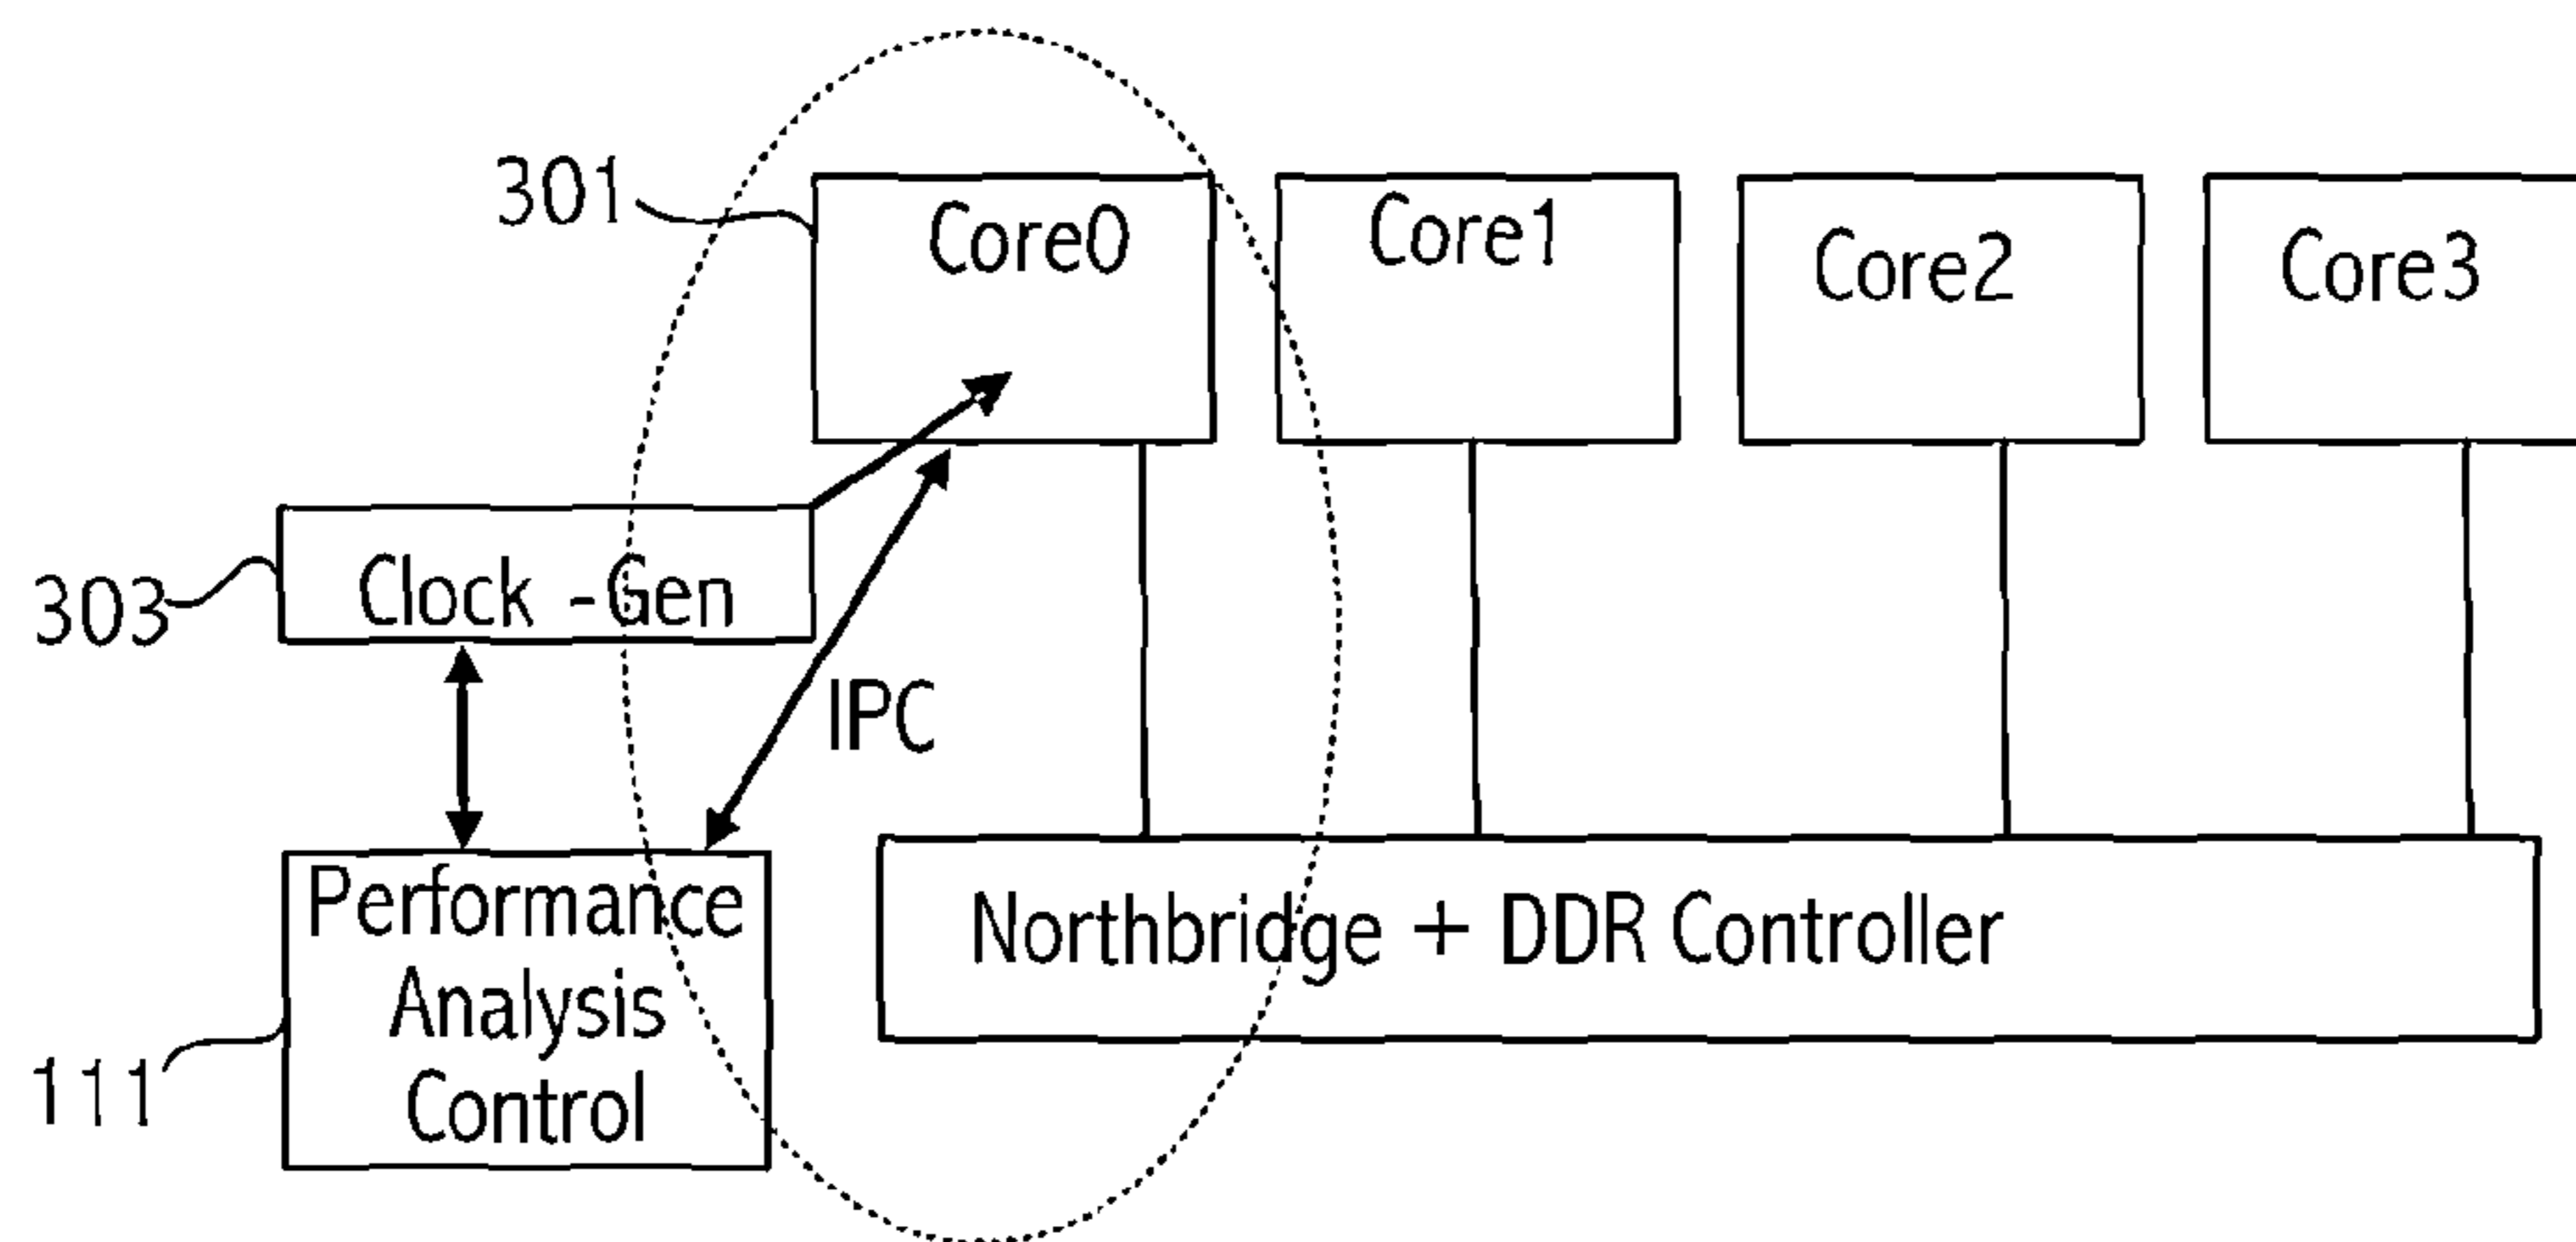 301
Core0
Core1
Core2
Core3
303
Clock -Gen
IPC
Performance
Analysis
Control
111
Northbridge + DDR Controller